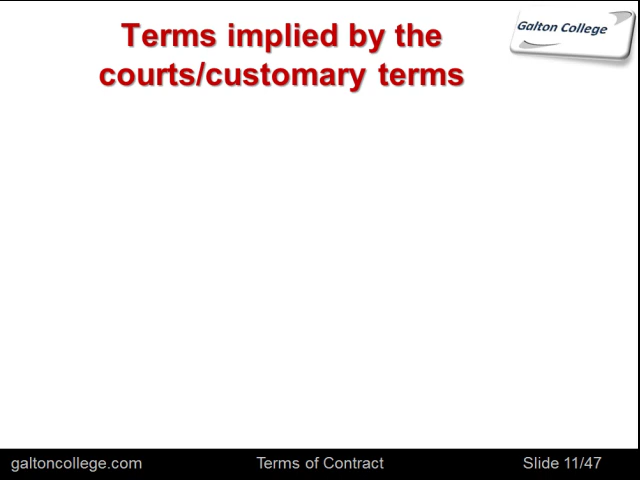 Terms implied by the
courts/customary terms
Galton College
galtoncollege.com
Terms of Contract
Slide 11/47